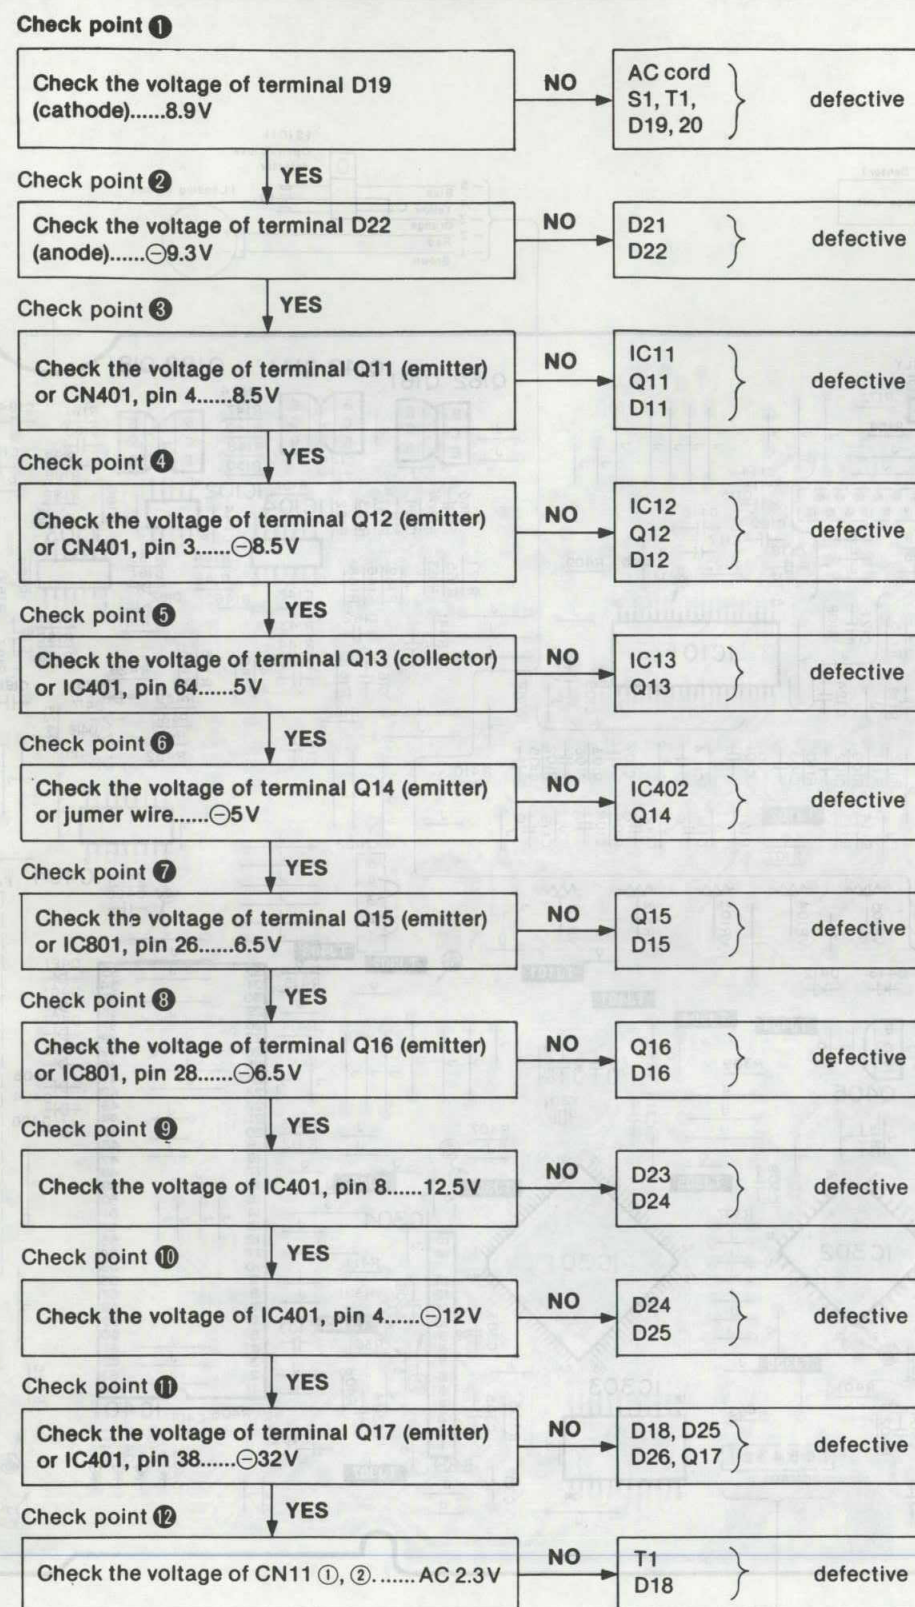 Check point ❶
Check the voltage of terminal D19
(cathode)......8.9V
NO
AC cord
S1, T1,
D19, 20
defective
YES
Check point ❷
Check the voltage of terminal D22
(anode)......⊖9.3V
NO
D21
D22
defective
YES
Check point ❸
Check the voltage of terminal Q11 (emitter)
or CN401, pin 4......8.5V
NO
IC11
Q11
D11
defective
YES
Check point ❹
Check the voltage of terminal Q12 (emitter)
or CN401, pin 3......⊖8.5V
NO
IC12
Q12
D12
defective
YES
Check point ❺
Check the voltage of terminal Q13 (collector)
or IC401, pin 64......5V
NO
IC13
Q13
defective
YES
Check point ❻
Check the voltage of terminal Q14 (emitter)
or jumer wire......⊖5V
NO
IC402
Q14
defective
YES
Check point ❼
Check the voltage of terminal Q15 (emitter)
or IC801, pin 26......6.5V
NO
Q15
D15
defective
YES
Check point ❽
Check the voltage of terminal Q16 (emitter)
or IC801, pin 28......⊖6.5V
NO
Q16
D16
defective
YES
Check point ❾
Check the voltage of IC401, pin 8......12.5V
NO
D23
D24
defective
YES
Check point ❿
Check the voltage of IC401, pin 4......⊖12V
NO
D24
D25
defective
YES
Check point ⓫
Check the voltage of terminal Q17 (emitter)
or IC401, pin 38......⊖32V
NO
D18, D25
D26, Q17
defective
YES
Check point ⓬
Check the voltage of CN11 ①, ②....... AC 2.3V
NO
T1
D18
defective